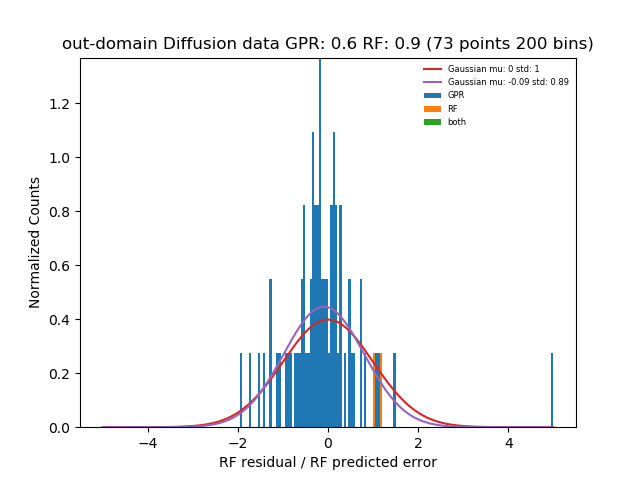 out-domain Diffusion data GPR: 0.6 RF: 0.9 (73 points 200 bins)
Gaussian mu: 0 std: 1
Gaussian mu: -0.09 std: 0.89
GPR
RF
both
1.2
1.0
0.8
0.6
0.4
0.2
0.0
Normalized Counts
−4 −2 0 2 4
RF residual / RF predicted error